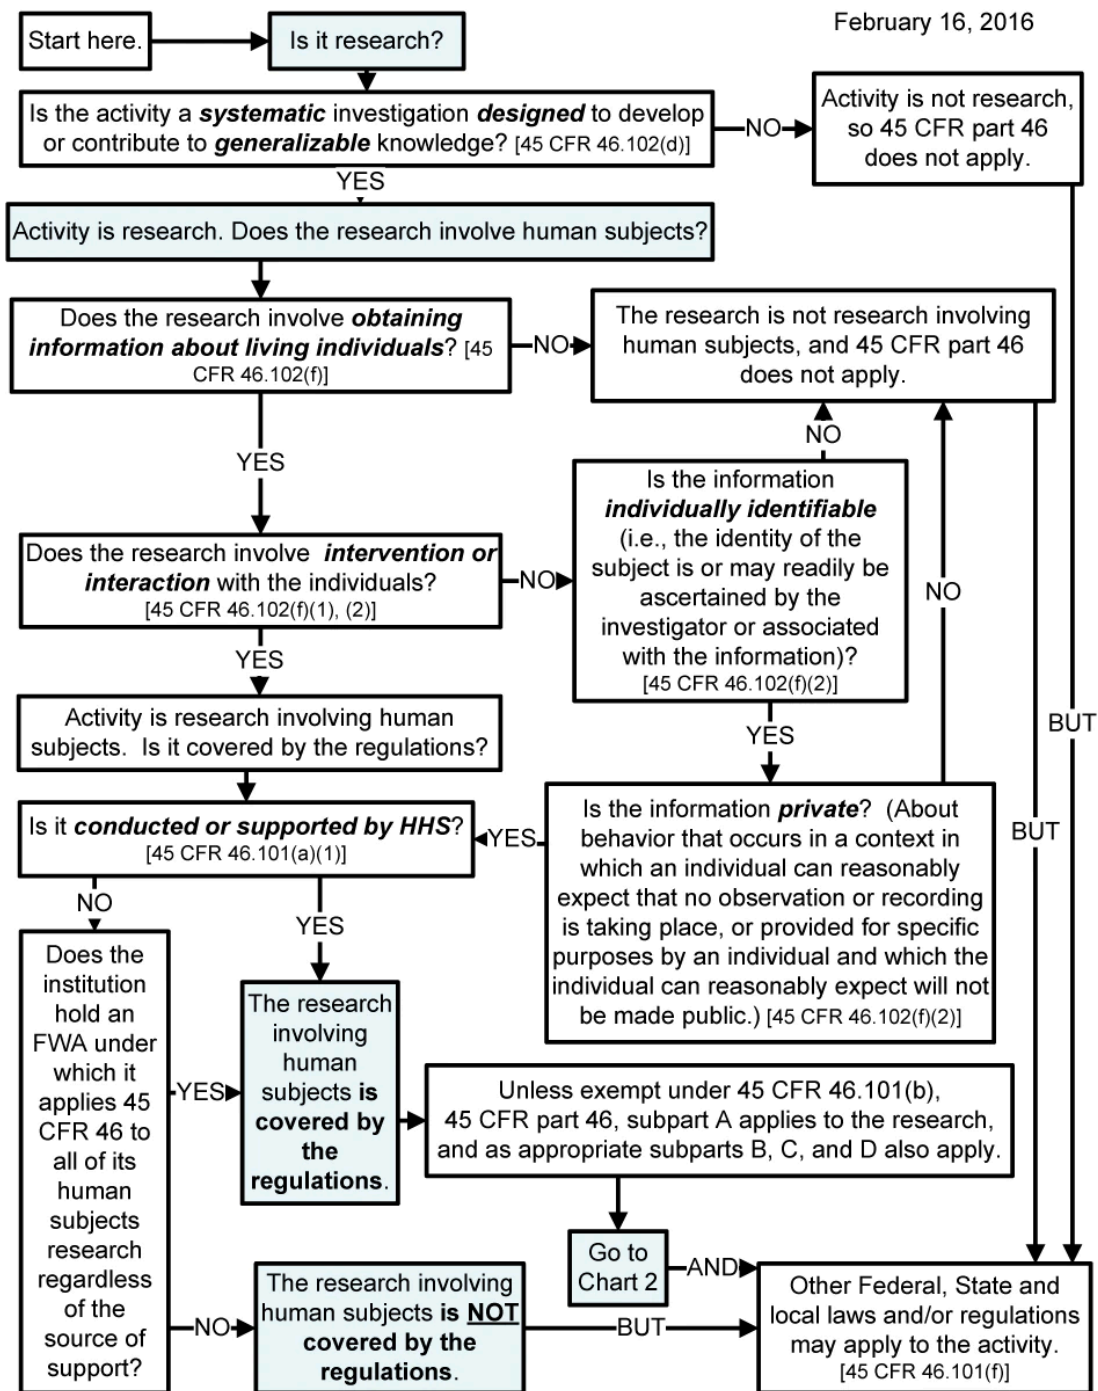 February 16, 2016
Start here.
Is it research?
Is the activity a systematic investigation designed to develop
or contribute to generalizable knowledge? [45 CFR 46.102(d)]
NO
Activity is not research,
so 45 CFR part 46
does not apply.
YES
Activity is research. Does the research involve human subjects?
Does the research involve obtaining
information about living individuals? [45
CFR 46.102(f)]
NO
The research is not research involving
human subjects, and 45 CFR part 46
does not apply.
YES
NO
Is the information
individually identifiable
(i.e., the identity of the
subject is or may readily be
ascertained by the
investigator or associated
with the information)?
[45 CFR 46.102(f)(2)]
NO
Does the research involve intervention or
interaction with the individuals?
[45 CFR 46.102(f)(1), (2)]
NO
YES
YES
BUT
Activity is research involving human
subjects. Is it covered by the regulations?
Is it conducted or supported by HHS?
[45 CFR 46.101(a)(1)]
YES
Is the information private? (About
behavior that occurs in a context in
which an individual can reasonably
expect that no observation or recording
is taking place, or provided for specific
purposes by an individual and which the
individual can reasonably expect will not
be made public.) [45 CFR 46.102(f)(2)]
BUT
NO
YES
Does the
institution
hold an
FWA under
which it
applies 45
CFR 46 to
all of its
human
subjects
research
regardless
of the
source of
support?
YES
The research
involving
human
subjects is
covered by
the
regulations.
Unless exempt under 45 CFR 46.101(b),
45 CFR part 46, subpart A applies to the research,
and as appropriate subparts B, C, and D also apply.
Go to
Chart 2
AND
NO
The research involving
human subjects is NOT
covered by the
regulations.
BUT
Other Federal, State and
local laws and/or regulations
may apply to the activity.
[45 CFR 46.101(f)]